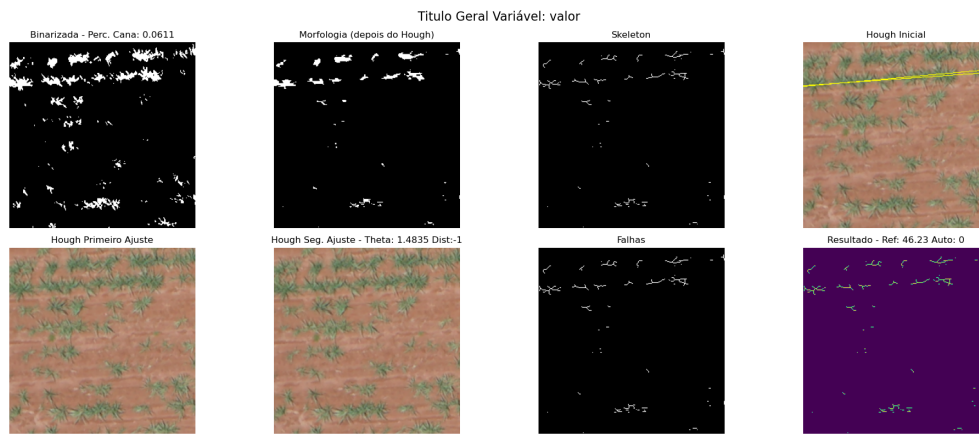 Titulo Geral Variável: valor
Binarizada - Perc. Cana: 0.0611
Morfologia (depois do Hough)
Skeleton
Hough Inicial
Hough Primeiro Ajuste
Hough Seg. Ajuste - Theta: 1.4835 Dist:-1
Falhas
Resultado - Ref: 46.23 Auto: 0